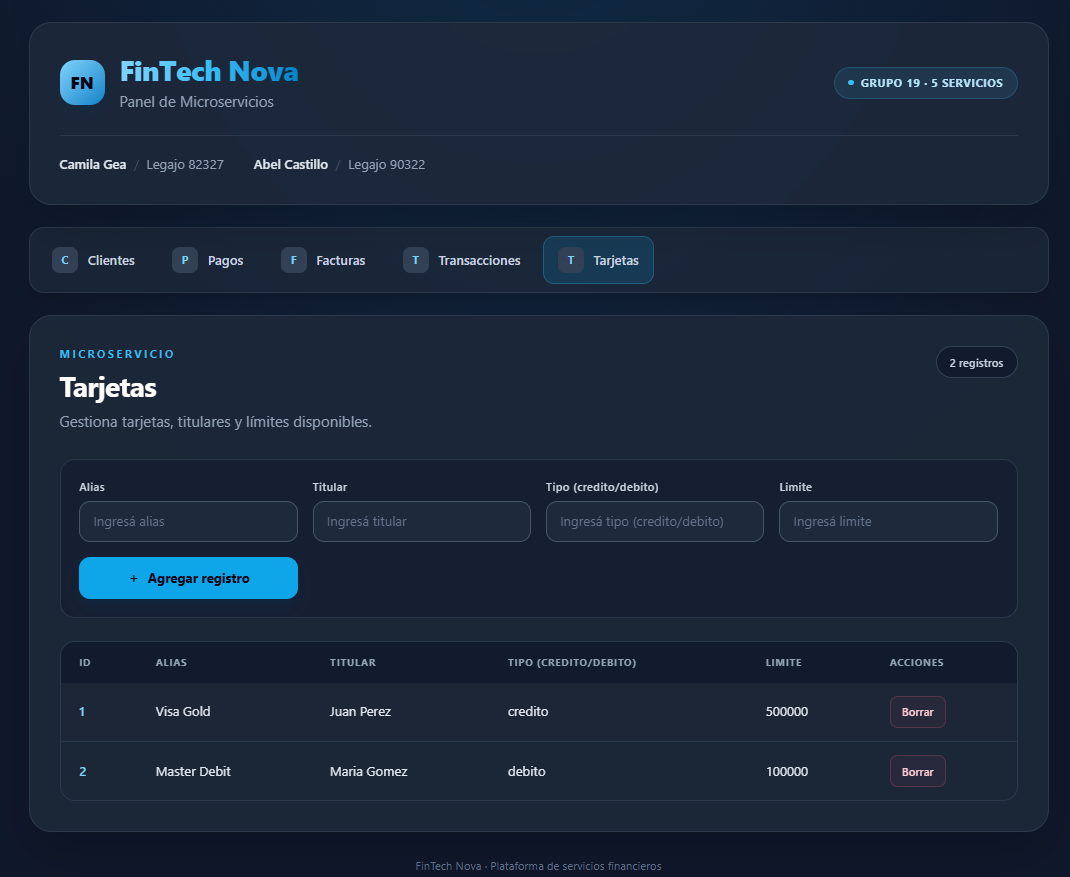 FN
FinTech Nova
Panel de Microservicios
GRUPO 19 · 5 SERVICIOS
Camila Gea / Legajo 82327 Abel Castillo / Legajo 90322
C Clientes P Pagos F Facturas T Transacciones T Tarjetas
MICROSERVICIO
2 registros
Tarjetas
Gestiona tarjetas, titulares y límites disponibles.
Alias Titular Tipo (credito/debito) Limite
Ingresá alias Ingresá titular Ingresá tipo (credito/debito) Ingresá limite
+ Agregar registro
ID ALIAS TITULAR TIPO (CREDITO/DEBITO) LIMITE ACCIONES
1 Visa Gold Juan Perez credito 500000 Borrar
2 Master Debit Maria Gomez debito 100000 Borrar
FinTech Nova · Plataforma de servicios financieros